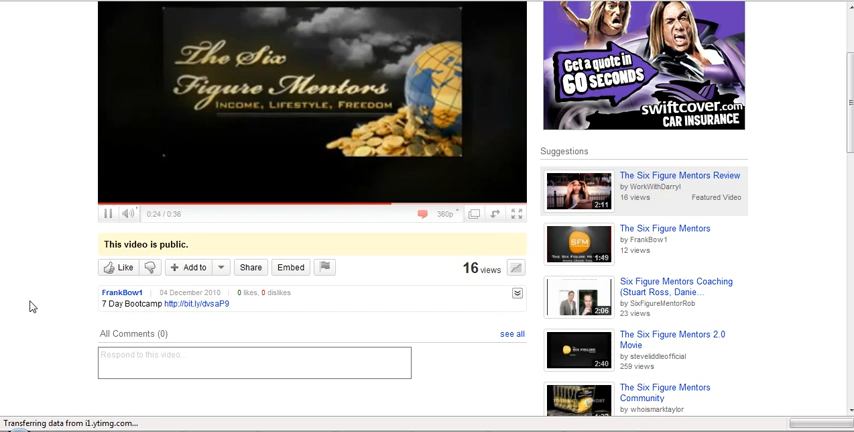 The Six
Figure Mentors
INCOME, LIFESTYLE, FREEDOM
0:24 / 0:36
360p
This video is public.
Like
Add to
Share
Embed
16 views
FrankBow1 | 04 December 2010 | 0 likes, 0 dislikes
7 Day Bootcamp http://bit.ly/dvsaP9
All Comments (0)
see all
Respond to this video...
Get a quote in
60 SECONDS
swiftcover.com
CAR INSURANCE
Suggestions
2:11
The Six Figure Mentors Review
by WorkWithDarryl
16 views
Featured Video
SFM
1:49
The Six Figure Mentors
by FrankBow1
12 views
2:06
Six Figure Mentors Coaching
(Stuart Ross, Danie...
by SixFigureMentorRob
23 views
2:40
The Six Figure Mentors 2.0
Movie
by steveliddleofficial
259 views
The Six Figure Mentors
Community
by whoismarktaylor
Transferring data from i1.ytimg.com...